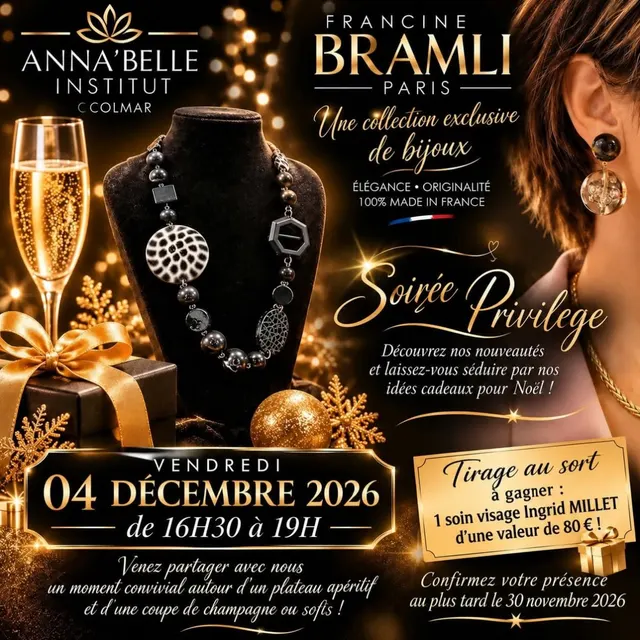 ANNA'BELLE
INSTITUT
C COLMAR
FRANCINE
BRAMLI
PARIS
Une collection exclusive
de bijoux
ÉLÉGANCE • ORIGINALITÉ
100% MADE IN FRANCE
Soirée Privilege
Découvrez nos nouveautés
et laissez-vous séduire par nos
idées cadeaux pour Noël !
VENDREDI
04 DÉCEMBRE 2026
de 16H30 à 19H
Venez partager avec nous
un moment convivial autour d'un plateau apéritif
et d'une coupe de champagne ou sofis !
Tirage au sort
à gagner :
1 soin visage Ingrid MILLET
d'une valeur de 80 € !
Confirmez votre présence
au plus tard le 30 novembre 2026